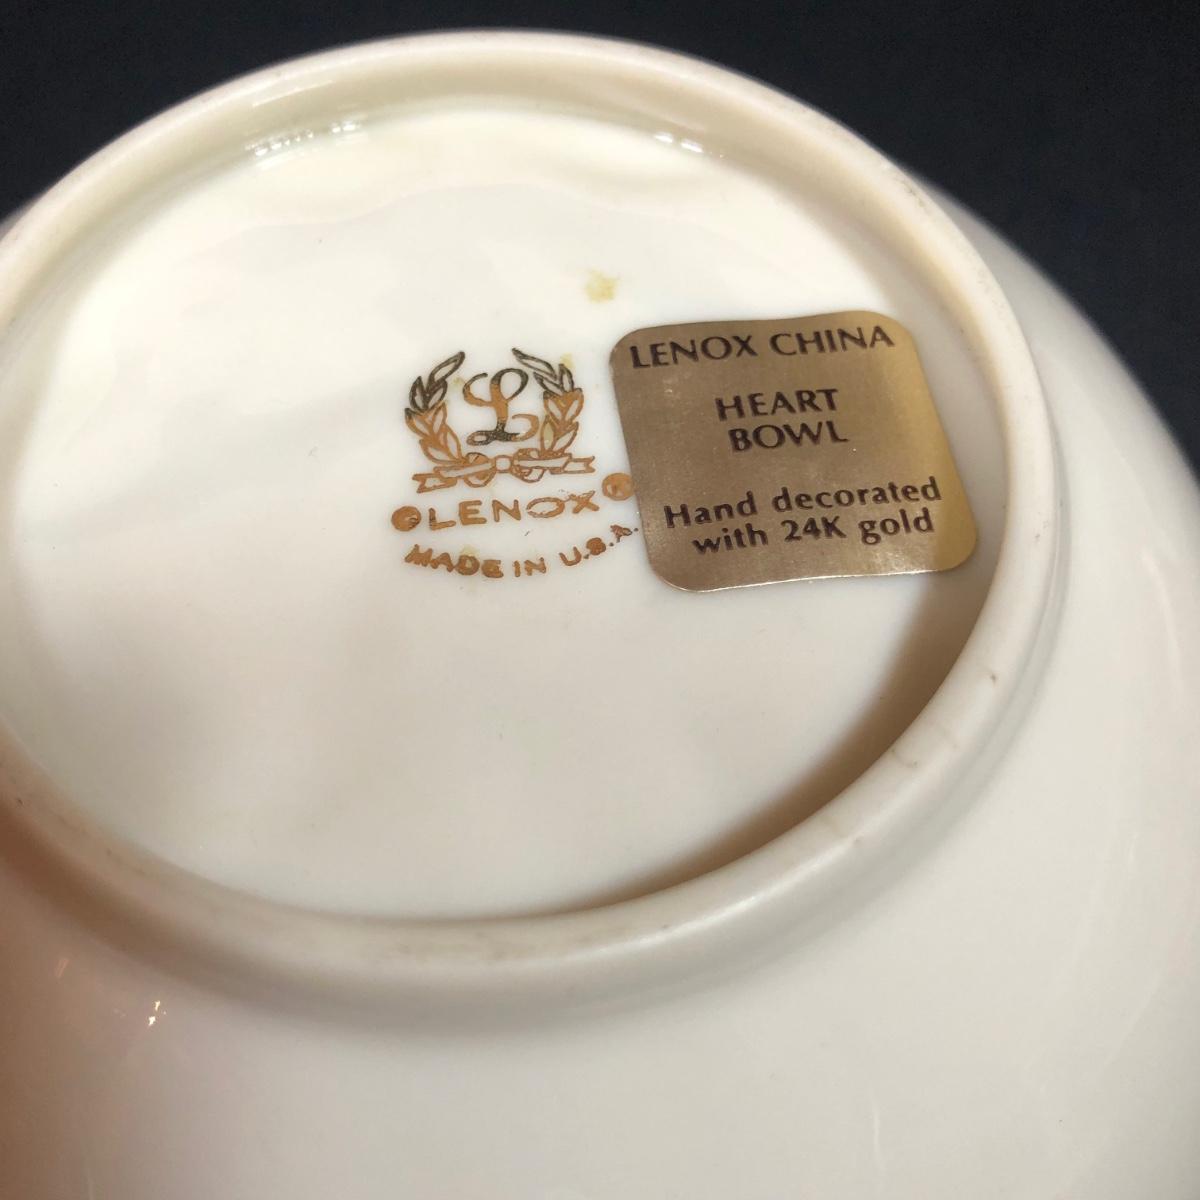 L
©LENOX®
MADE IN U.S.A.
LENOX CHINA
HEART
BOWL
Hand decorated
with 24K gold